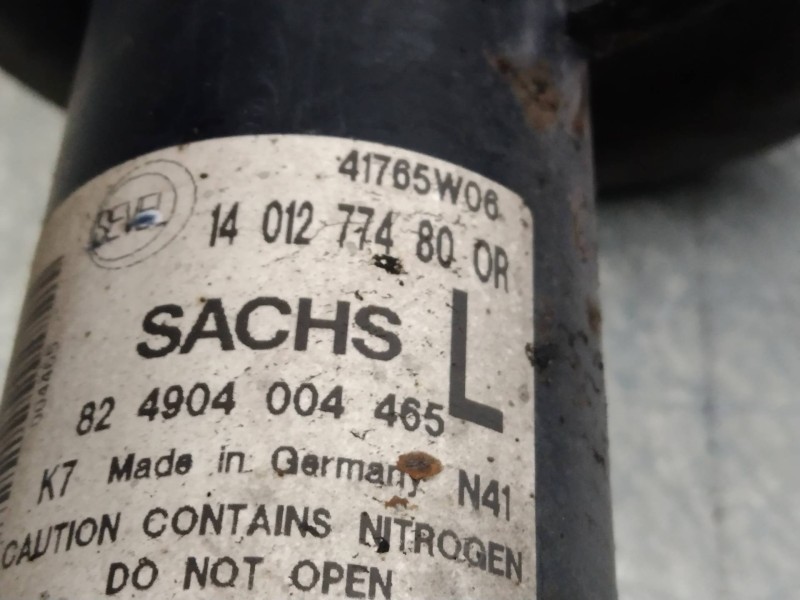 41765W06
SEVEL
14 012 774 80 OR
SACHS L
82 4904 004 465
K7 Made in Germany N41
CAUTION CONTAINS NITROGEN
DO NOT OPEN